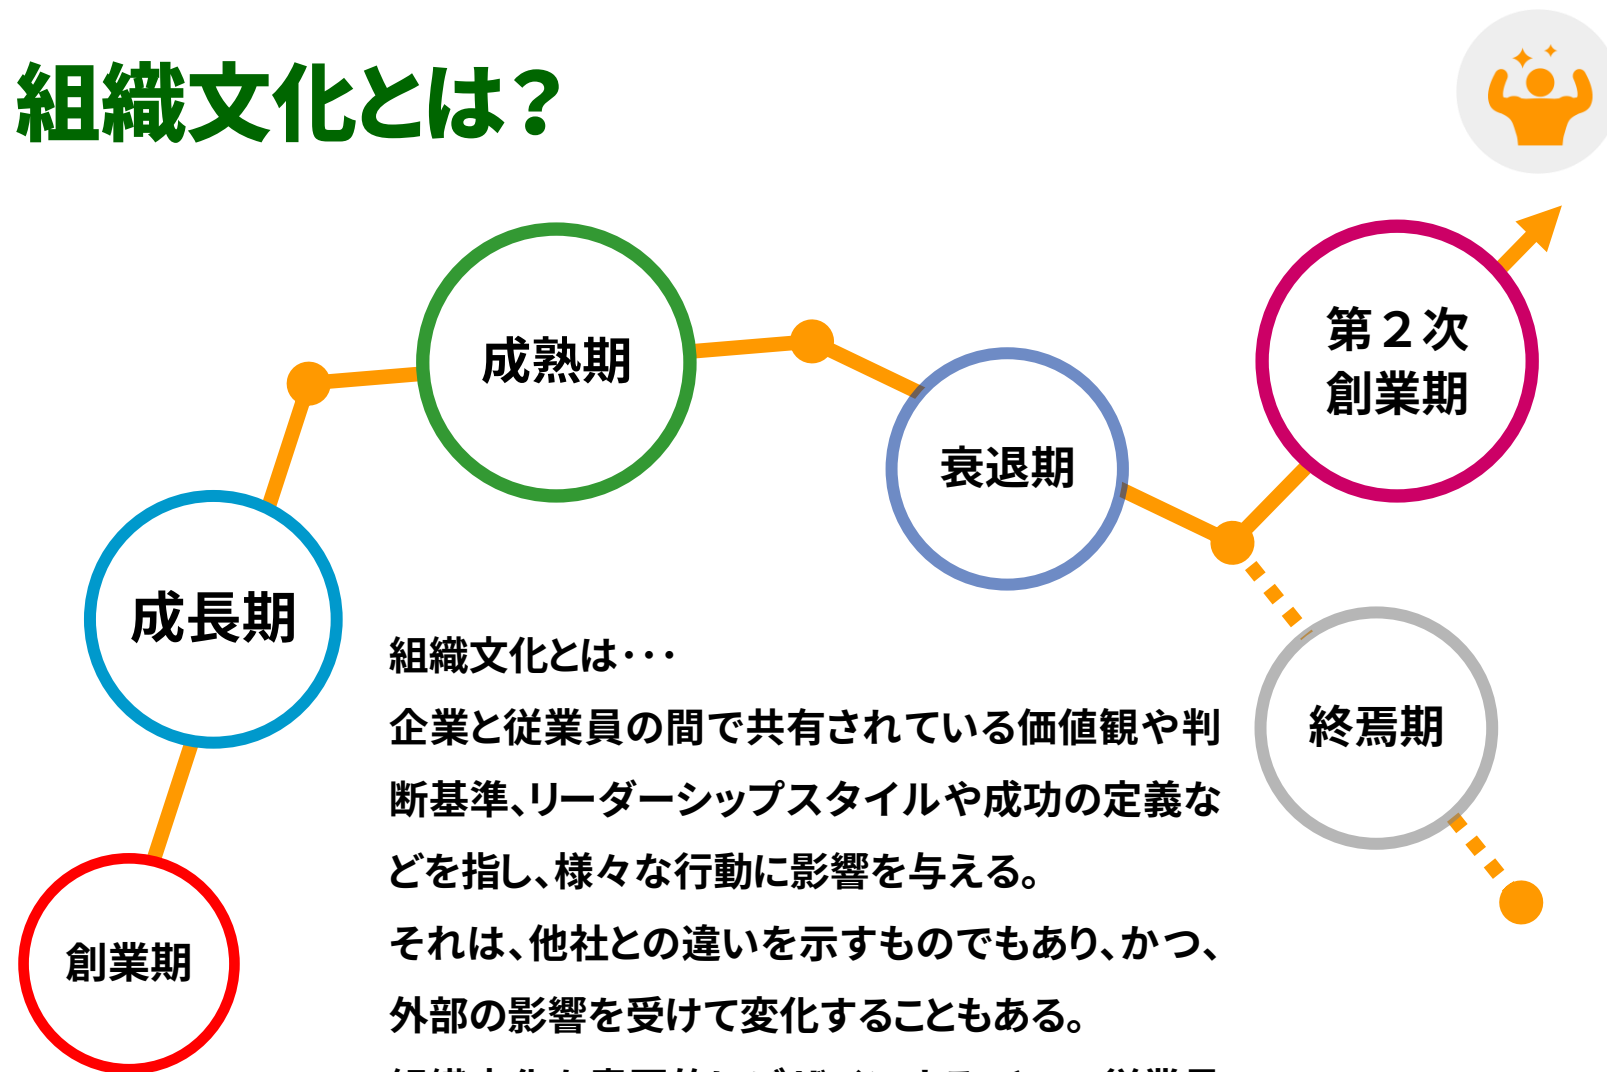 組織文化とは？
成熟期
第２次
創業期
衰退期
成長期
終焉期
創業期
組織文化とは・・・
企業と従業員の間で共有されている価値観や判
断基準、リーダーシップスタイルや成功の定義な
どを指し、様々な行動に影響を与える。
それは、他社との違いを示すものでもあり、かつ、
外部の影響を受けて変化することもある。